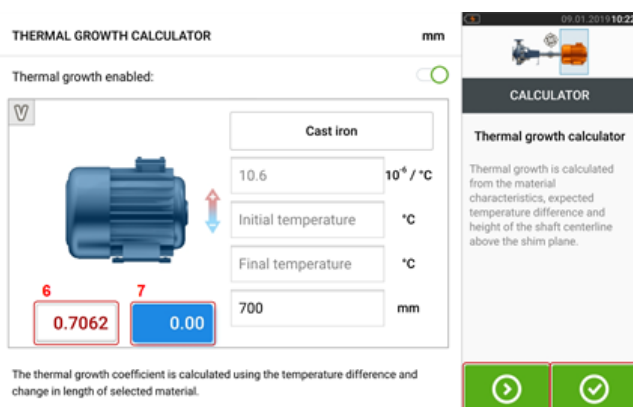 09.01.2019 10:22
THERMAL GROWTH CALCULATOR
mm
Thermal growth enabled:
V
Cast iron
10.6
10⁻⁶ / °C
Initial temperature
°C
Final temperature
°C
6
7
0.7062
0.00
700
mm
The thermal growth coefficient is calculated using the temperature difference and
change in length of selected material.
CALCULATOR
Thermal growth calculator
Thermal growth is calculated
from the material
characteristics, expected
temperature difference and
height of the shaft centerline
above the shim plane.